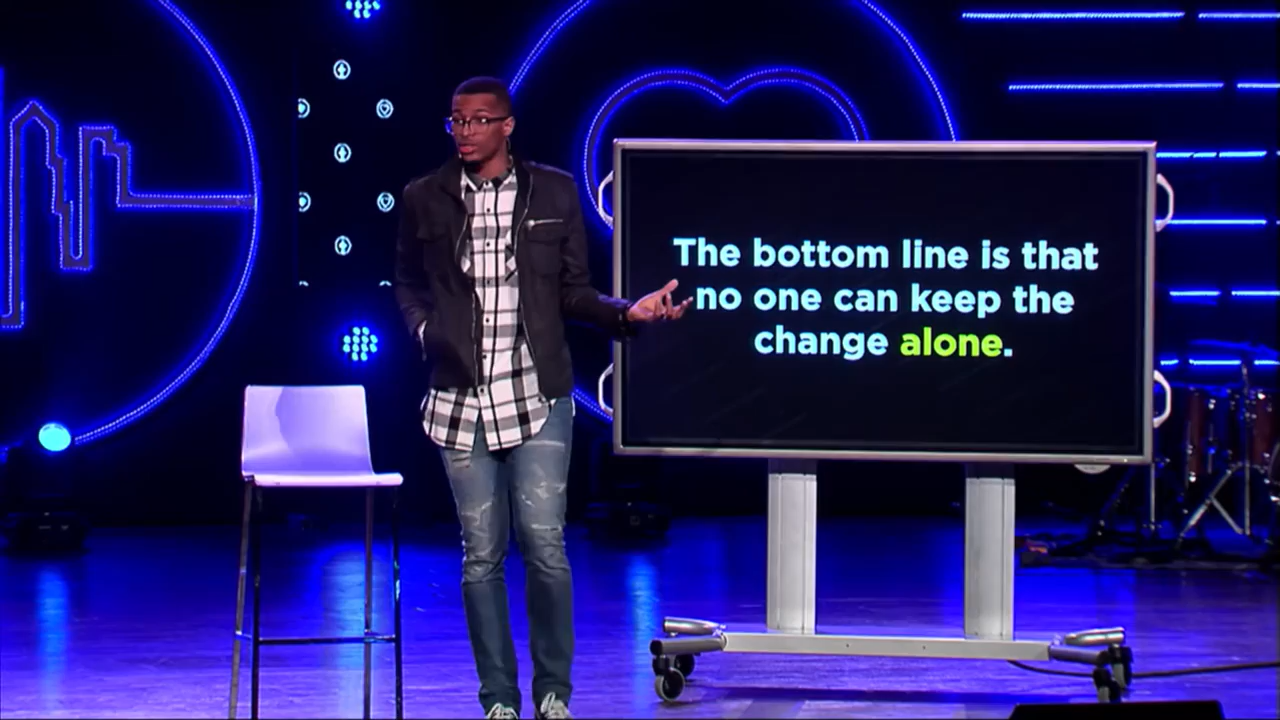 The bottom line is that
no one can keep the
change alone.